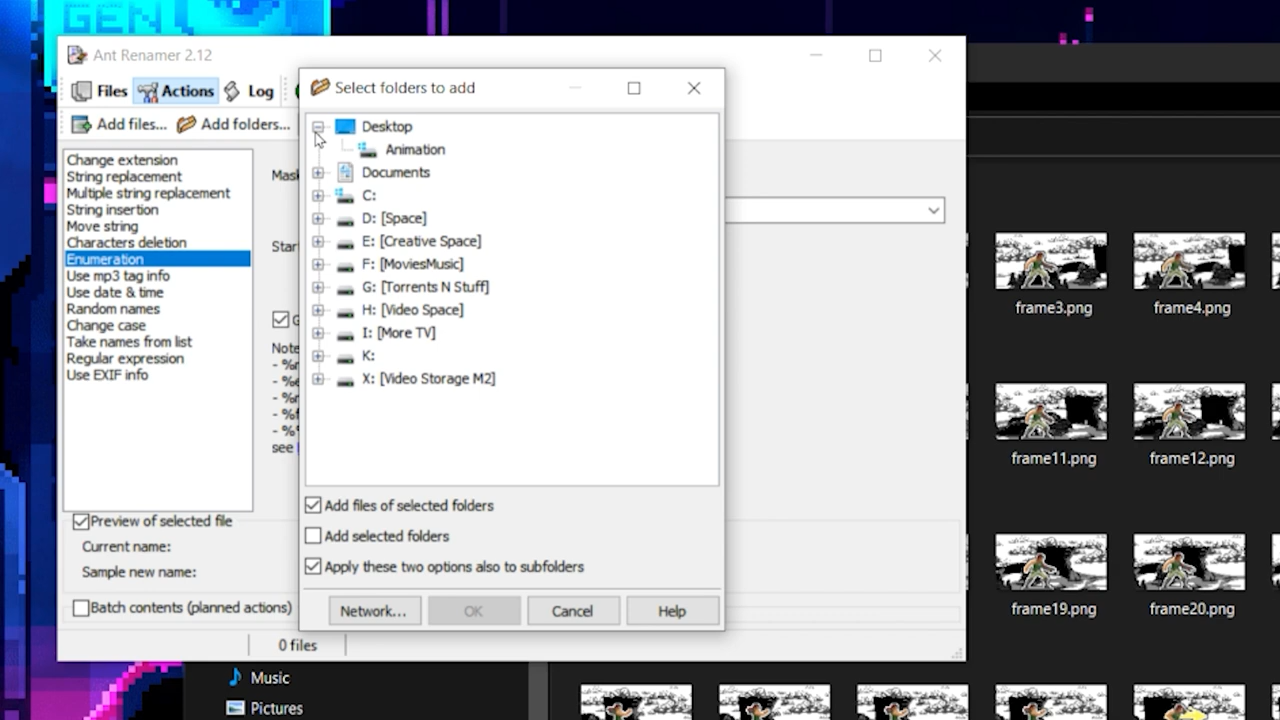 GEN
Ant Renamer 2.12
Files Actions Log
Add files... Add folders...
Change extension
String replacement
Multiple string replacement
String insertion
Move string
Characters deletion
Enumeration
Use mp3 tag info
Use date & time
Random names
Change case
Take names from list
Regular expression
Use EXIF info
see
Preview of selected file
Current name:
Sample new name:
Batch contents (planned actions)
0 files
Select folders to add
Desktop
Animation
Documents
C:
D: [Space]
E: [Creative Space]
F: [MoviesMusic]
G: [Torrents N Stuff]
H: [Video Space]
I: [More TV]
K:
X: [Video Storage M2]
Add files of selected folders
Add selected folders
Apply these two options also to subfolders
Network... OK Cancel Help
frame3.png frame4.png
frame11.png frame12.png
frame19.png frame20.png
Music
Pictures